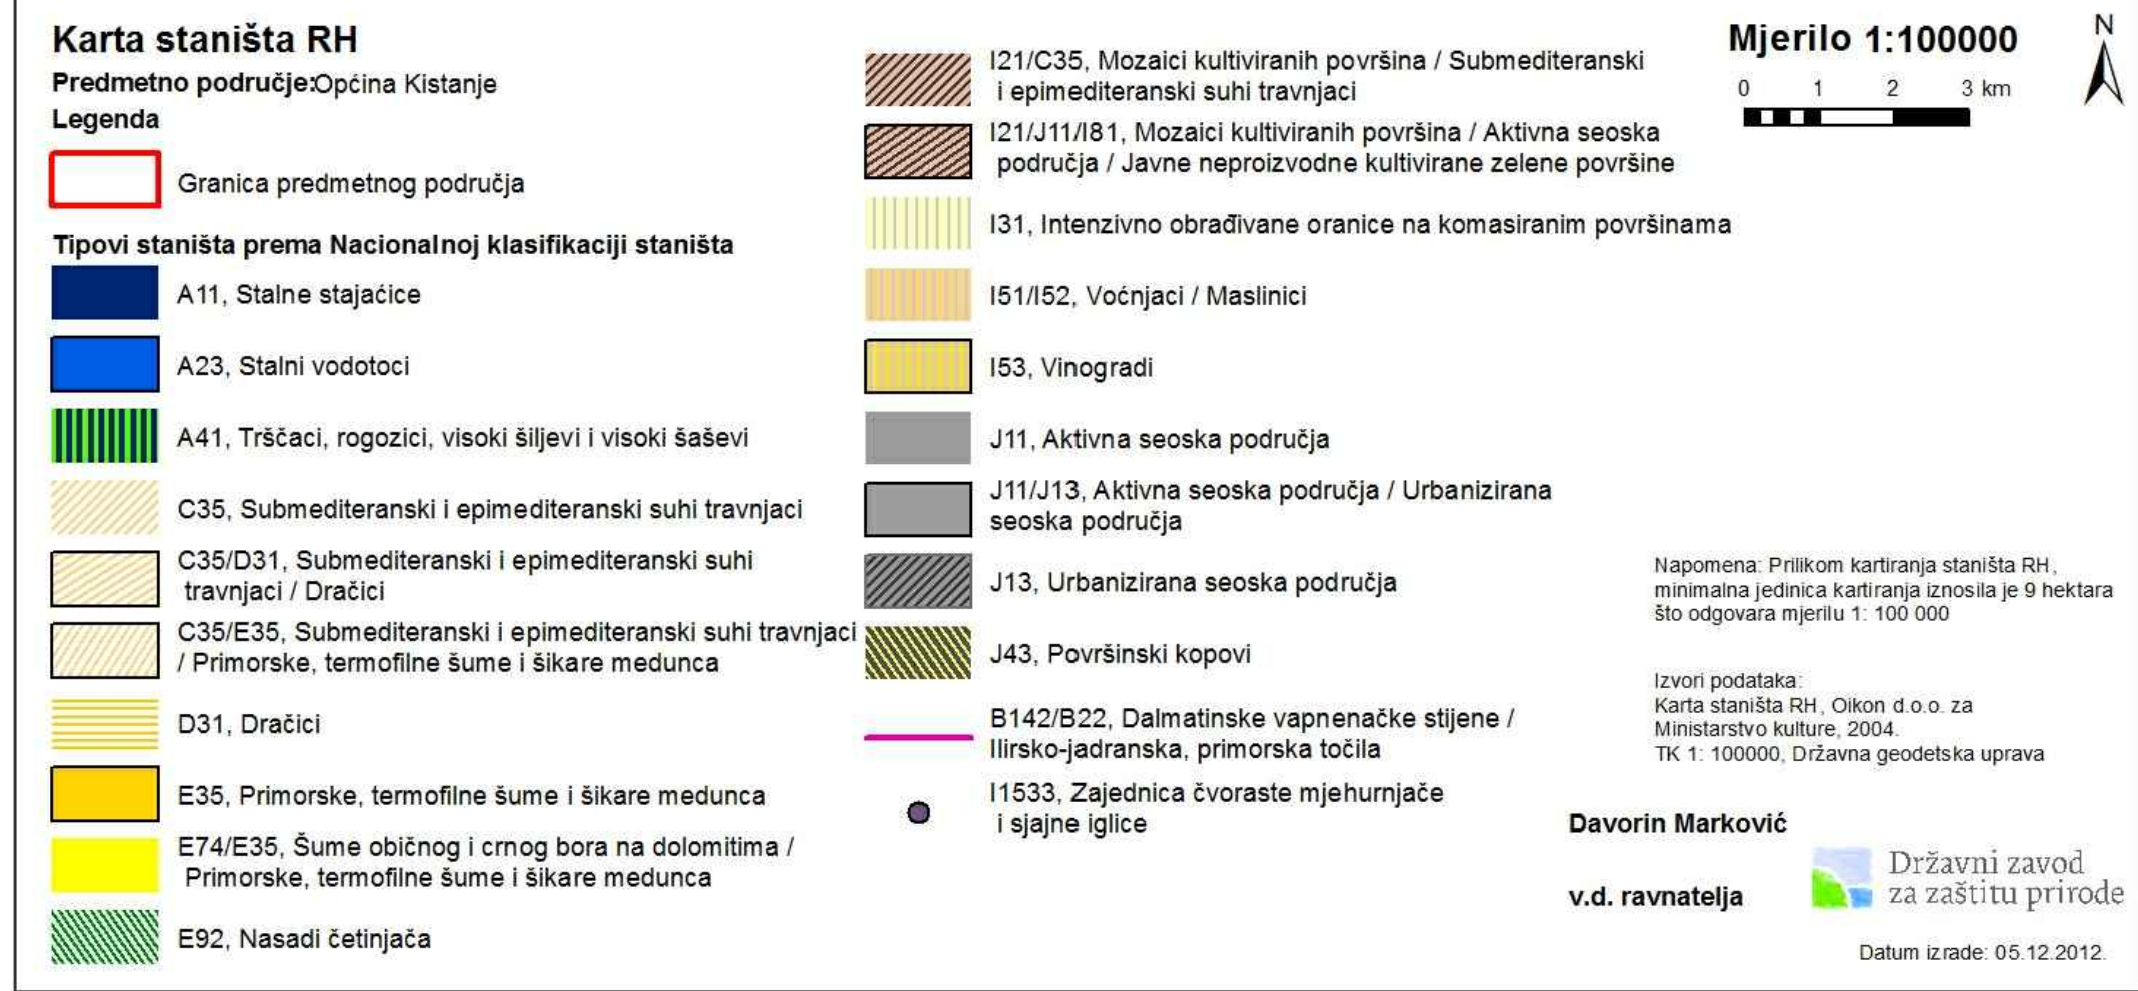 Karta staništa RH
Predmetno područje:Općina Kistanje
Legenda
Granica predmetnog područja
Tipovi staništa prema Nacionalnoj klasifikaciji staništa
A11, Stalne stajaćice
A23, Stalni vodotoci
A41, Trščaci, rogozici, visoki šiljevi i visoki šaševi
C35, Submediteranski i epimediteranski suhi travnjaci
C35/D31, Submediteranski i epimediteranski suhi
travnjaci / Dračici
C35/E35, Submediteranski i epimediteranski suhi travnjaci
/ Primorske, termofilne šume i šikare medunca
D31, Dračici
E35, Primorske, termofilne šume i šikare medunca
E74/E35, Šume običnog i crnog bora na dolomitima /
Primorske, termofilne šume i šikare medunca
E92, Nasadi četinjača
I21/C35, Mozaici kultiviranih površina / Submediteranski
i epimediteranski suhi travnjaci
I21/J11/I81, Mozaici kultiviranih površina / Aktivna seoska
područja / Javne neproizvodne kultivirane zelene površine
I31, Intenzivno obrađivane oranice na komasiranim površinama
I51/I52, Voćnjaci / Maslinici
I53, Vinogradi
J11, Aktivna seoska područja
J11/J13, Aktivna seoska područja / Urbanizirana
seoska područja
J13, Urbanizirana seoska područja
J43, Površinski kopovi
B142/B22, Dalmatinske vapnenačke stijene /
Ilirsko-jadranska, primorska točila
I1533, Zajednica čvoraste mjehurnjače
i sjajne iglice
Mjerilo 1:100000
0 1 2 3 km
N
Napomena: Prilikom kartiranja staništa RH,
minimalna jedinica kartiranja iznosila je 9 hektara
što odgovara mjerilu 1: 100 000
Izvori podataka:
Karta staništa RH, Oikon d.o.o. za
Ministarstvo kulture, 2004.
TK 1: 100000, Državna geodetska uprava
Davorin Marković
v.d. ravnatelja
Državni zavod
za zaštitu prirode
Datum izrade: 05.12.2012.